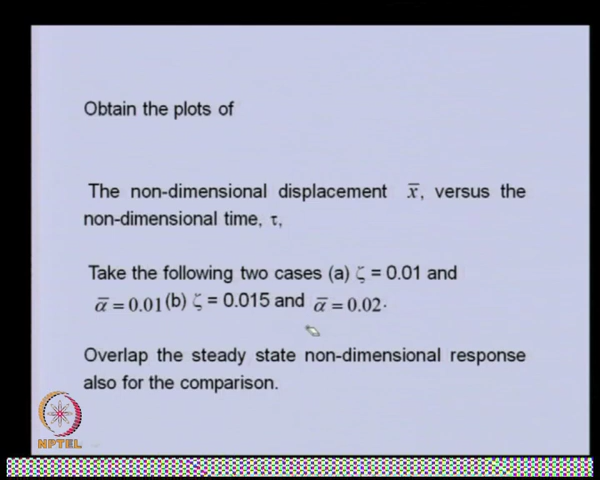 Obtain the plots of
The non-dimensional displacement x̄, versus the
non-dimensional time, τ,
Take the following two cases (a) ζ = 0.01 and
ᾱ = 0.01 (b) ζ = 0.015 and ᾱ = 0.02.
Overlap the steady state non-dimensional response
also for the comparison.
NPTEL